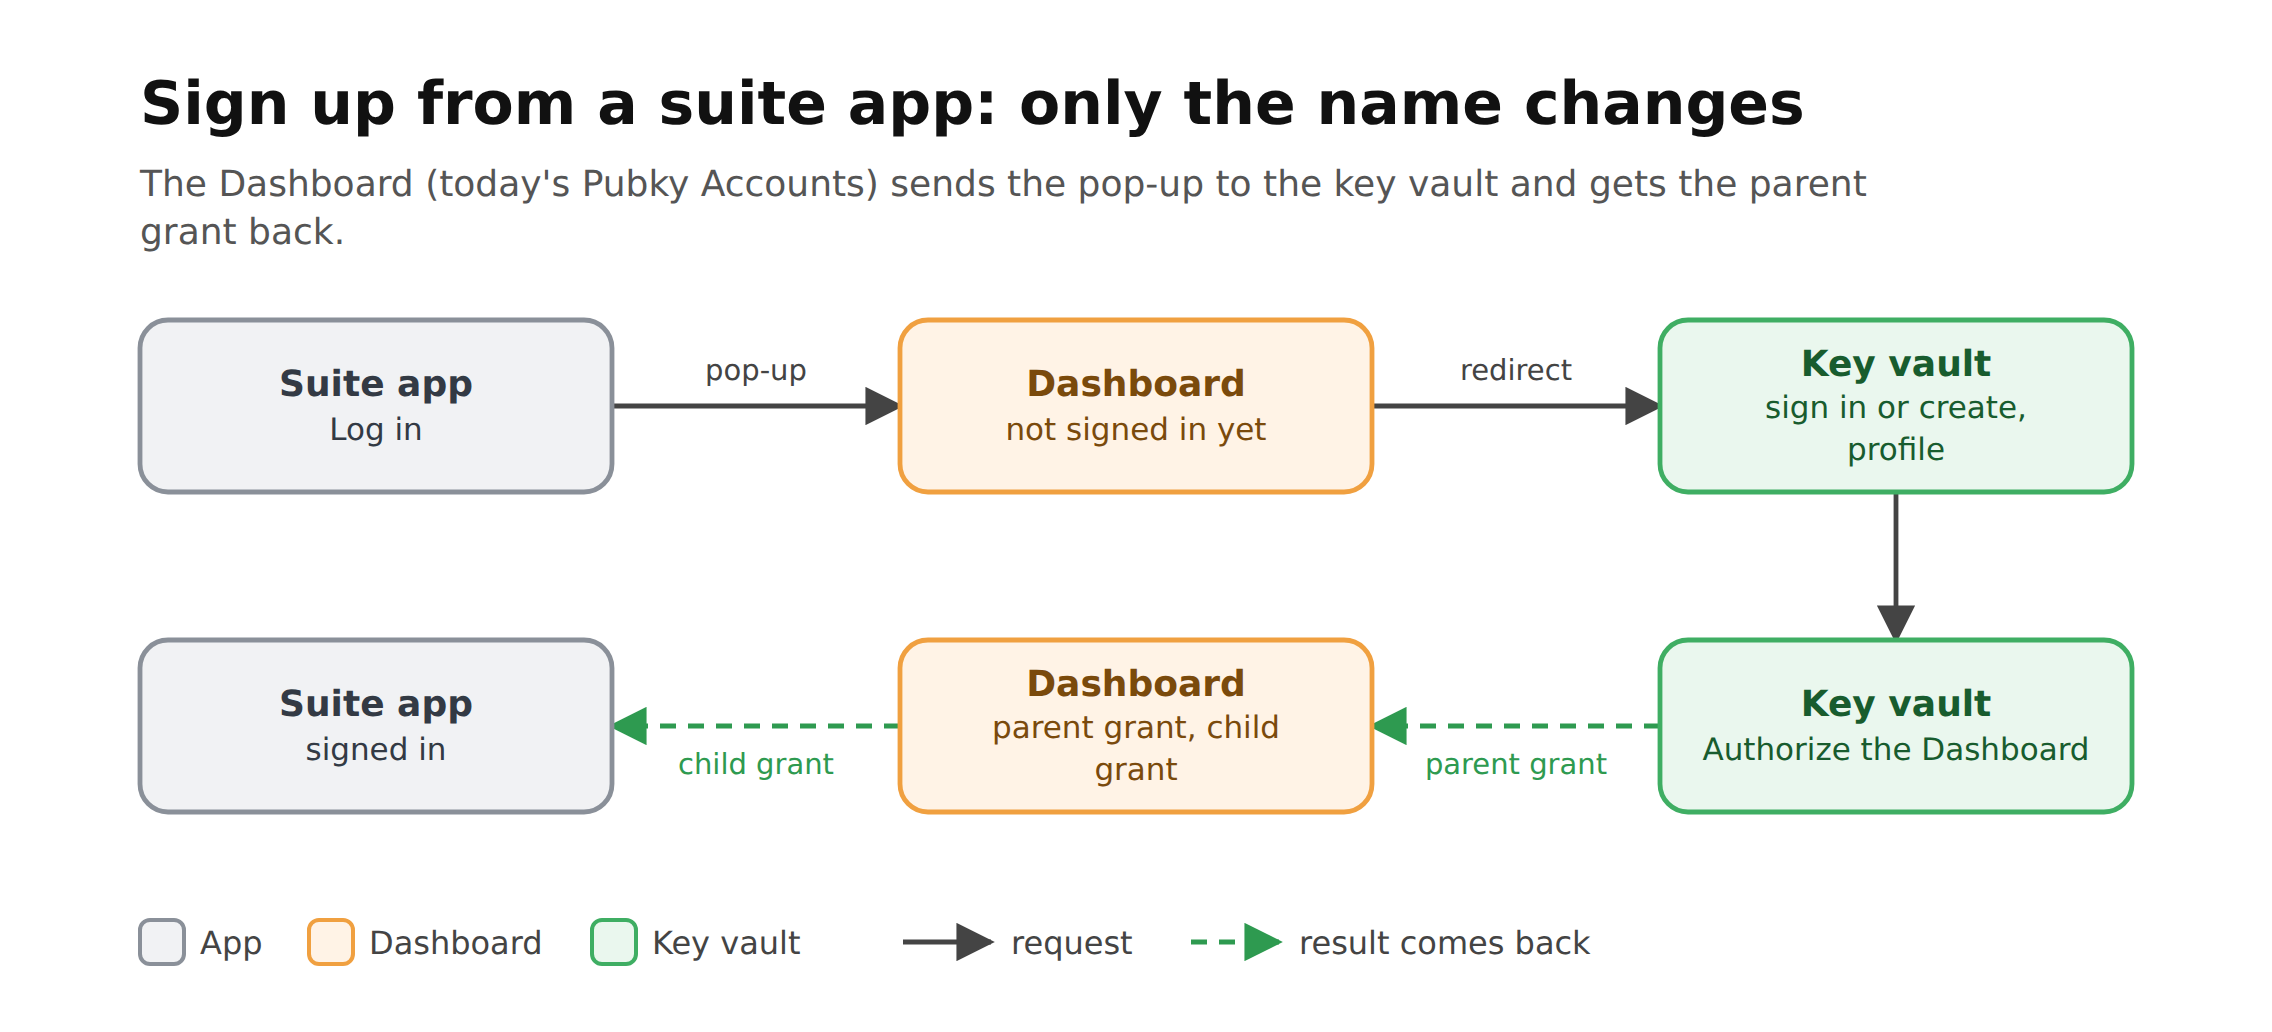 Sign up from a suite app: only the name changes
The Dashboard (today's Pubky Accounts) sends the pop-up to the key vault and gets the parent
grant back.
Suite app
Log in
pop-up
Dashboard
not signed in yet
redirect
Key vault
sign in or create,
profile
Suite app
signed in
child grant
Dashboard
parent grant, child
grant
parent grant
Key vault
Authorize the Dashboard
App
Dashboard
Key vault
request
result comes back